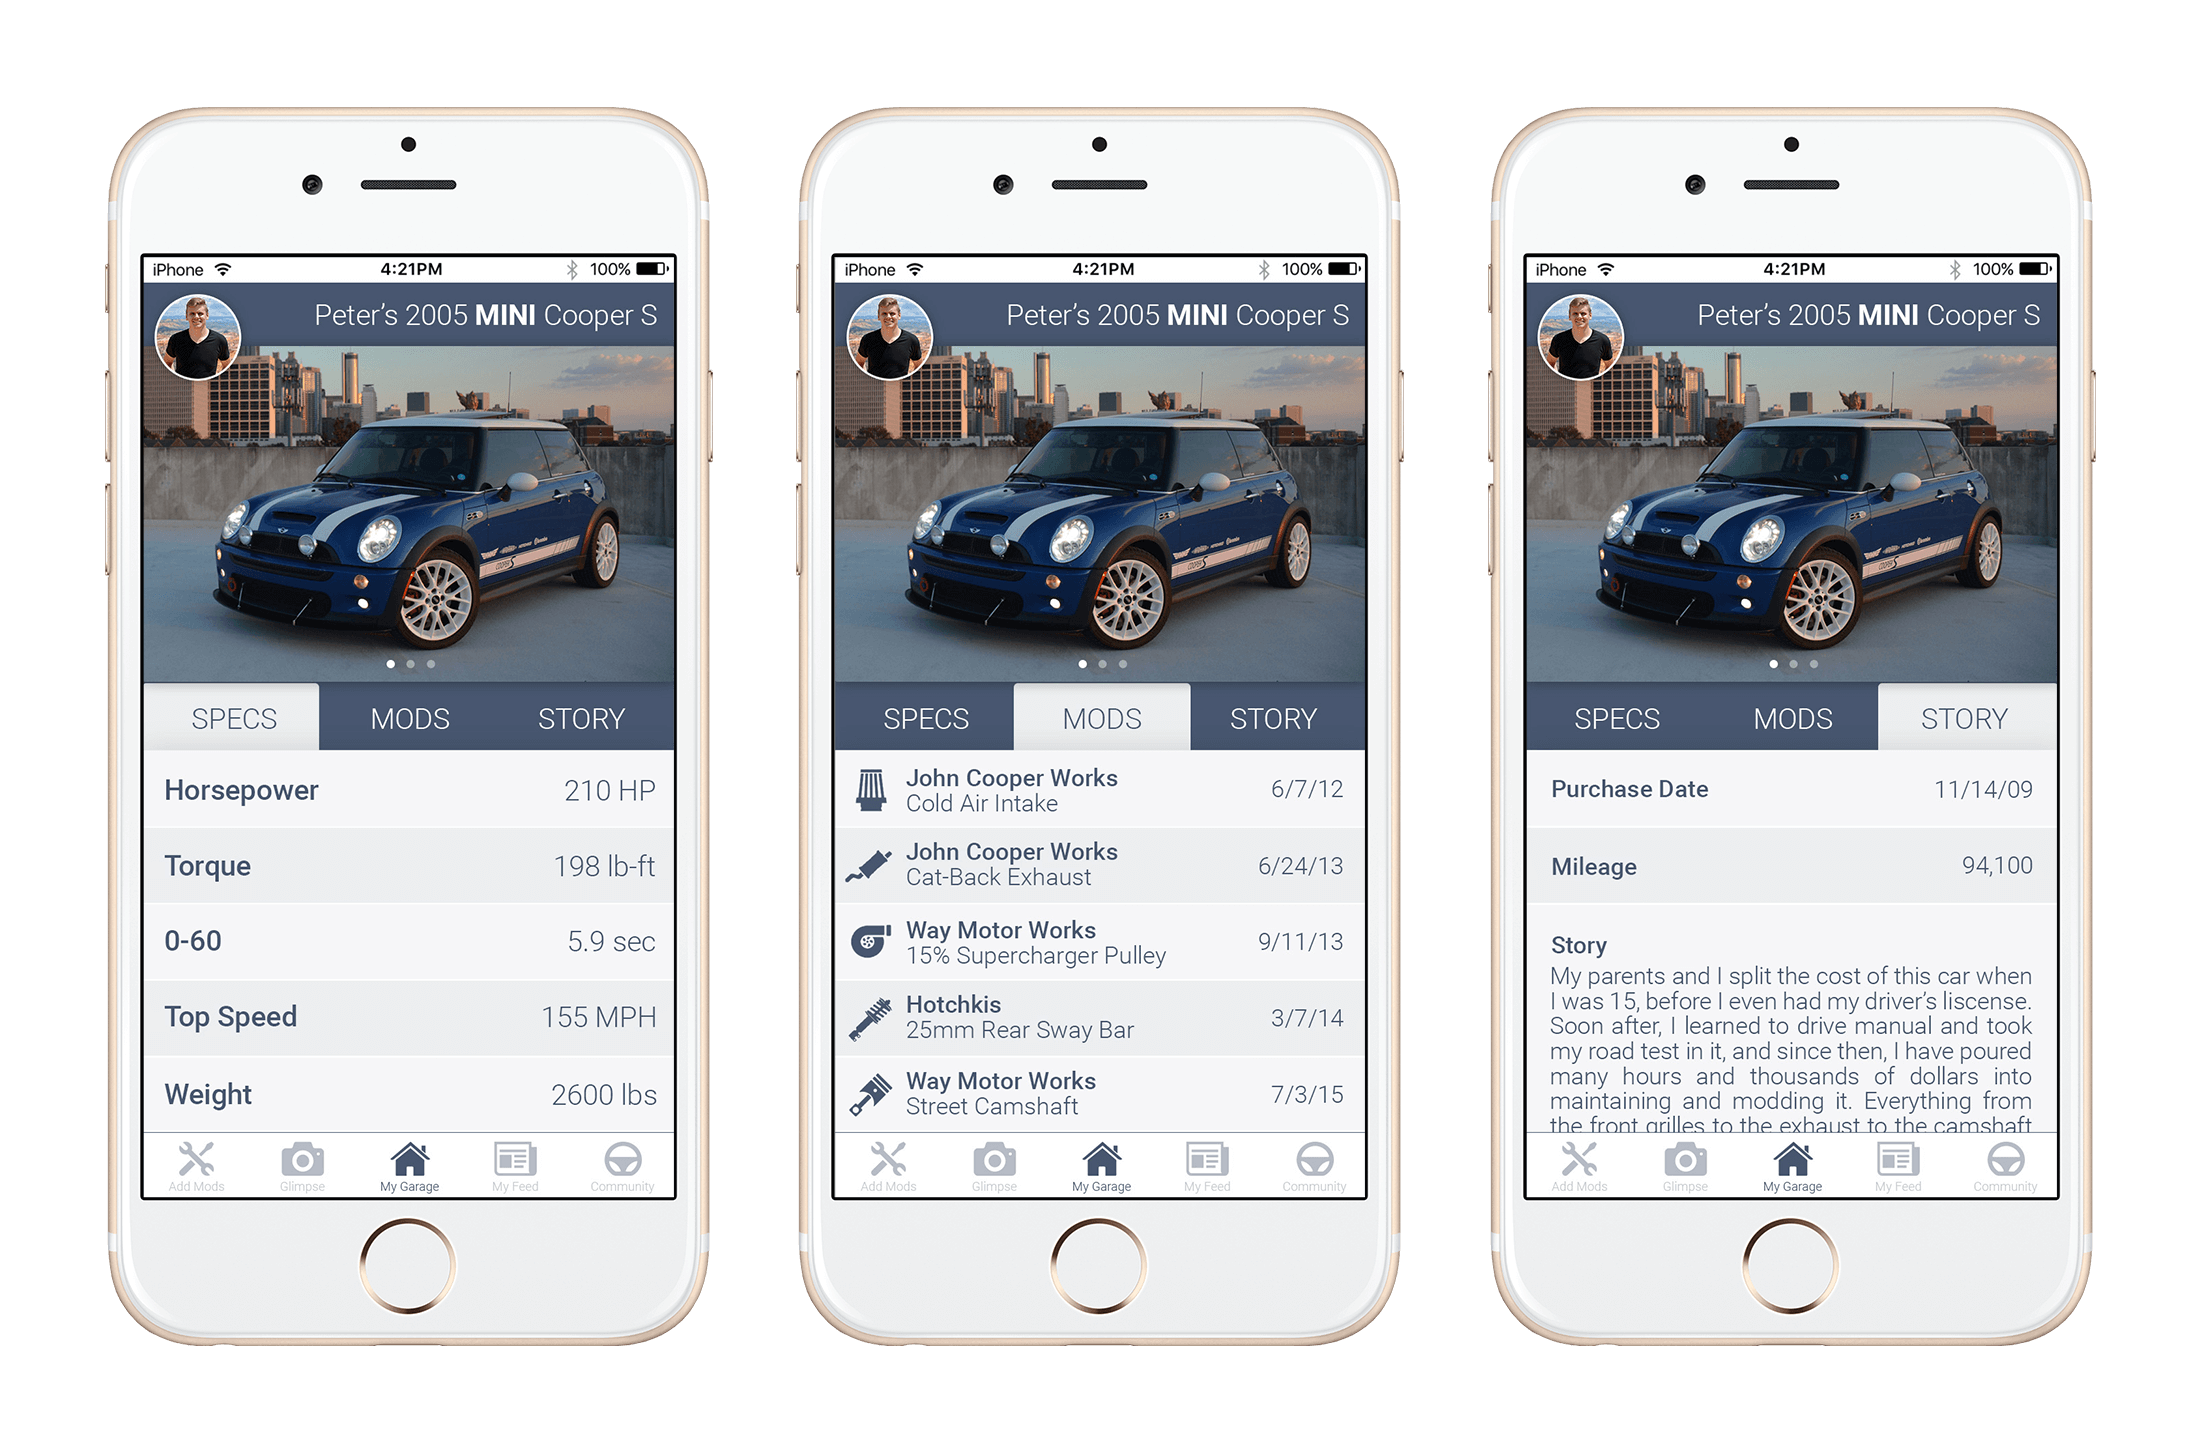 iPhone 4:21PM 100%
Peter’s 2005 MINI Cooper S
SPECS MODS STORY
Horsepower 210 HP
Torque 198 lb-ft
0-60 5.9 sec
Top Speed 155 MPH
Weight 2600 lbs
Add Mods Glimpse My Garage My Feed Community
iPhone 4:21PM 100%
Peter’s 2005 MINI Cooper S
SPECS MODS STORY
John Cooper Works
Cold Air Intake
6/7/12
John Cooper Works
Cat-Back Exhaust
6/24/13
Way Motor Works
15% Supercharger Pulley
9/11/13
Hotchkis
25mm Rear Sway Bar
3/7/14
Way Motor Works
Street Camshaft
7/3/15
Add Mods Glimpse My Garage My Feed Community
iPhone 4:21PM 100%
Peter’s 2005 MINI Cooper S
SPECS MODS STORY
Purchase Date 11/14/09
Mileage 94,100
Story
My parents and I split the cost of this car when
I was 15, before I even had my driver’s liscense.
Soon after, I learned to drive manual and took
my road test in it, and since then, I have poured
many hours and thousands of dollars into
maintaining and modding it. Everything from
the front grilles to the exhaust to the camshaft
Add Mods Glimpse My Garage My Feed Community